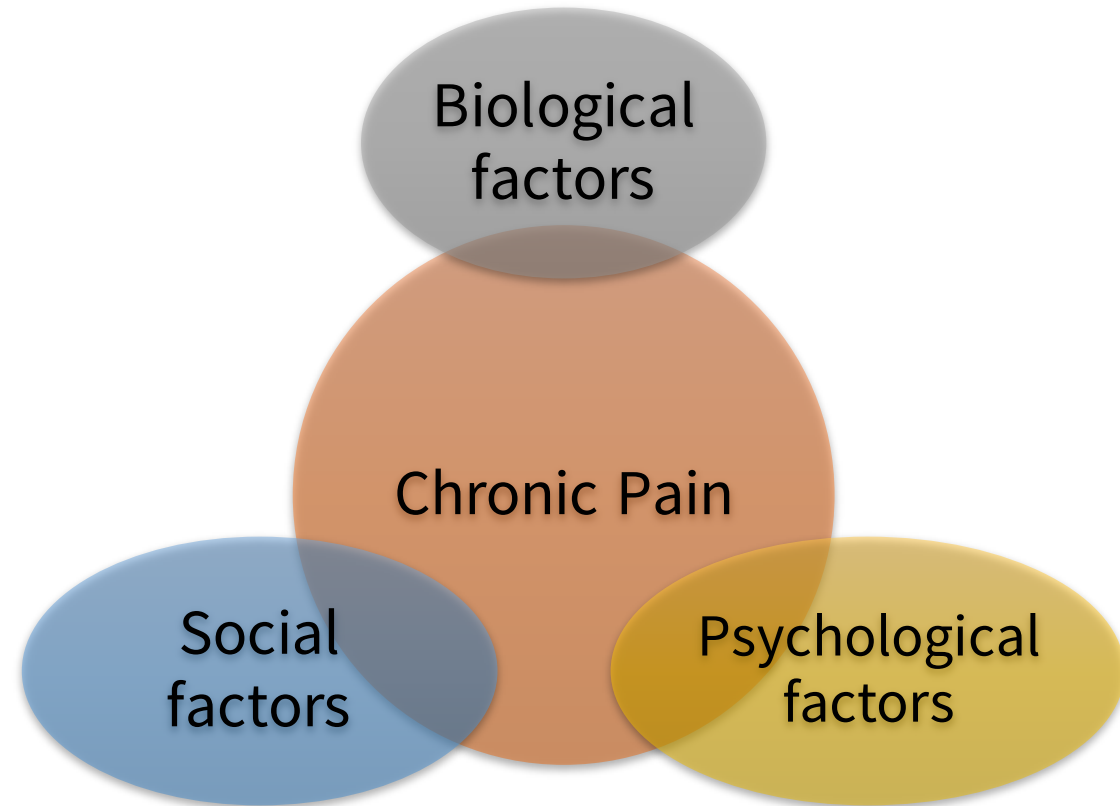 Biological
factors
Chronic Pain
Social
factors
Psychological
factors